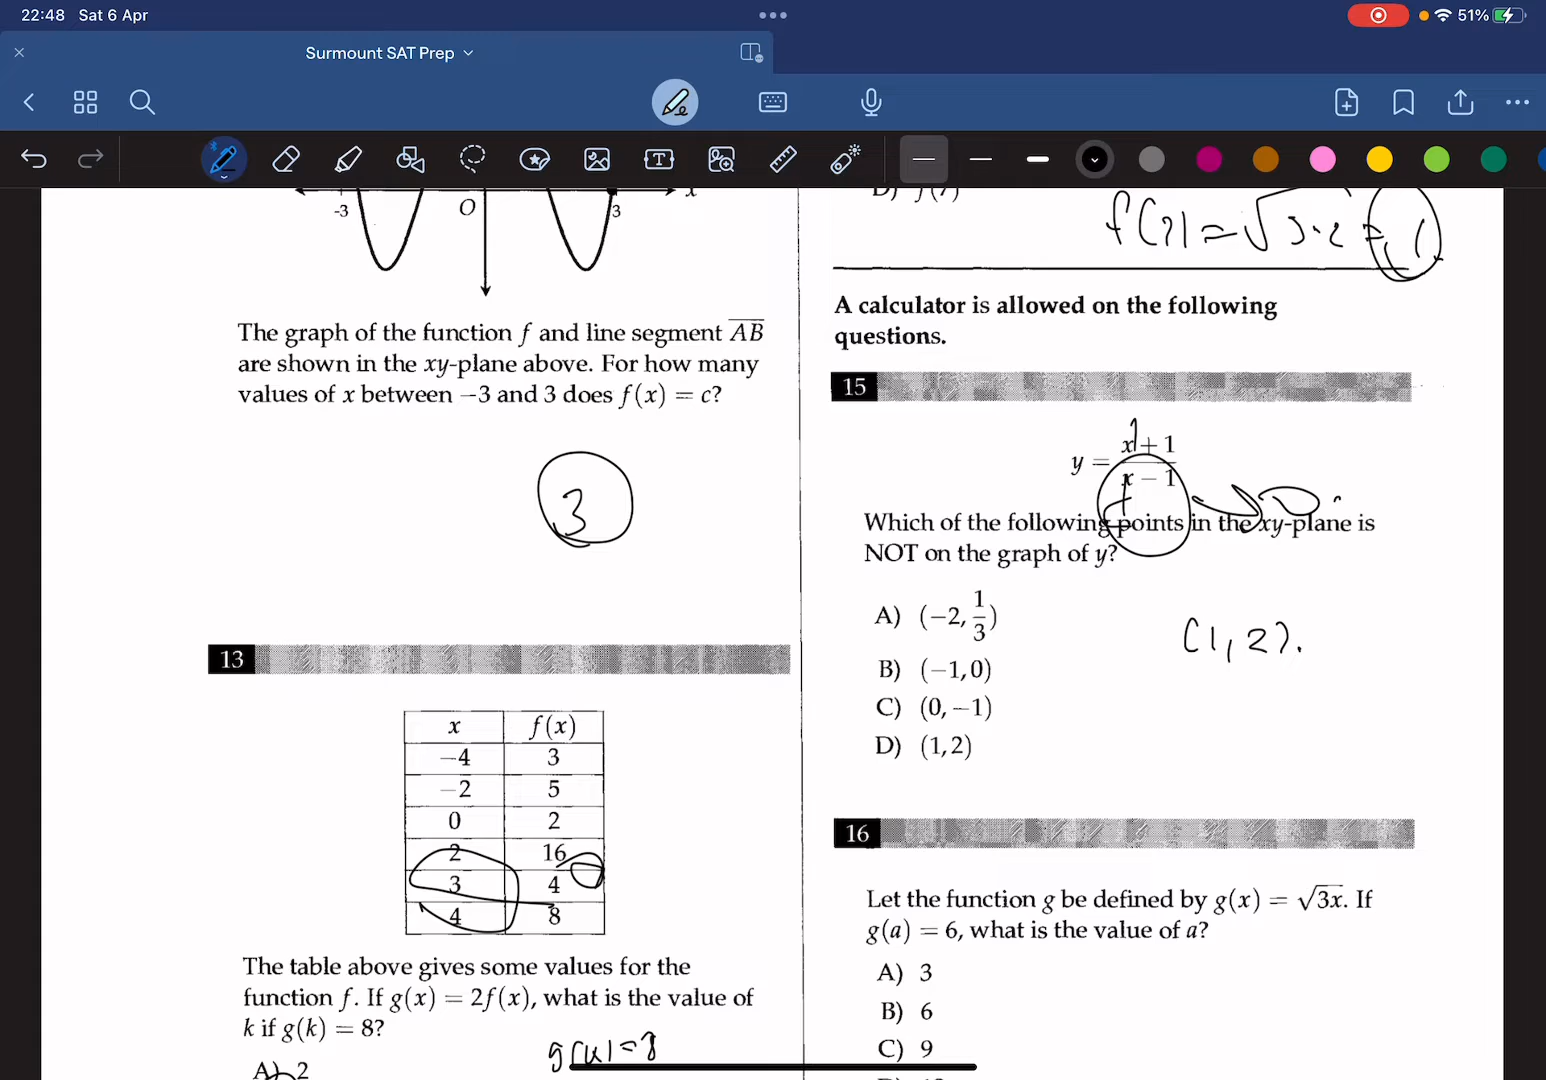 22:48 Sat 6 Apr
51%
Surmount SAT Prep
-3 O 3 x
The graph of the function f and line segment AB
are shown in the xy-plane above. For how many
values of x between −3 and 3 does f(x) = c?
3
13
x f(x)
−4 3
−2 5
0 2
2 16
3 4
4 8
The table above gives some values for the
function f. If g(x) = 2f(x), what is the value of
k if g(k) = 8?
g(k)=8
A) 2
A calculator is allowed on the following
questions.
15
y = x+1
x − 1
Which of the following points in the xy-plane is
NOT on the graph of y?
A) (−2, 1/3)
B) (−1,0)
C) (0,−1)
D) (1,2)
(1,2).
16
Let the function g be defined by g(x) = √3x. If
g(a) = 6, what is the value of a?
A) 3
B) 6
C) 9